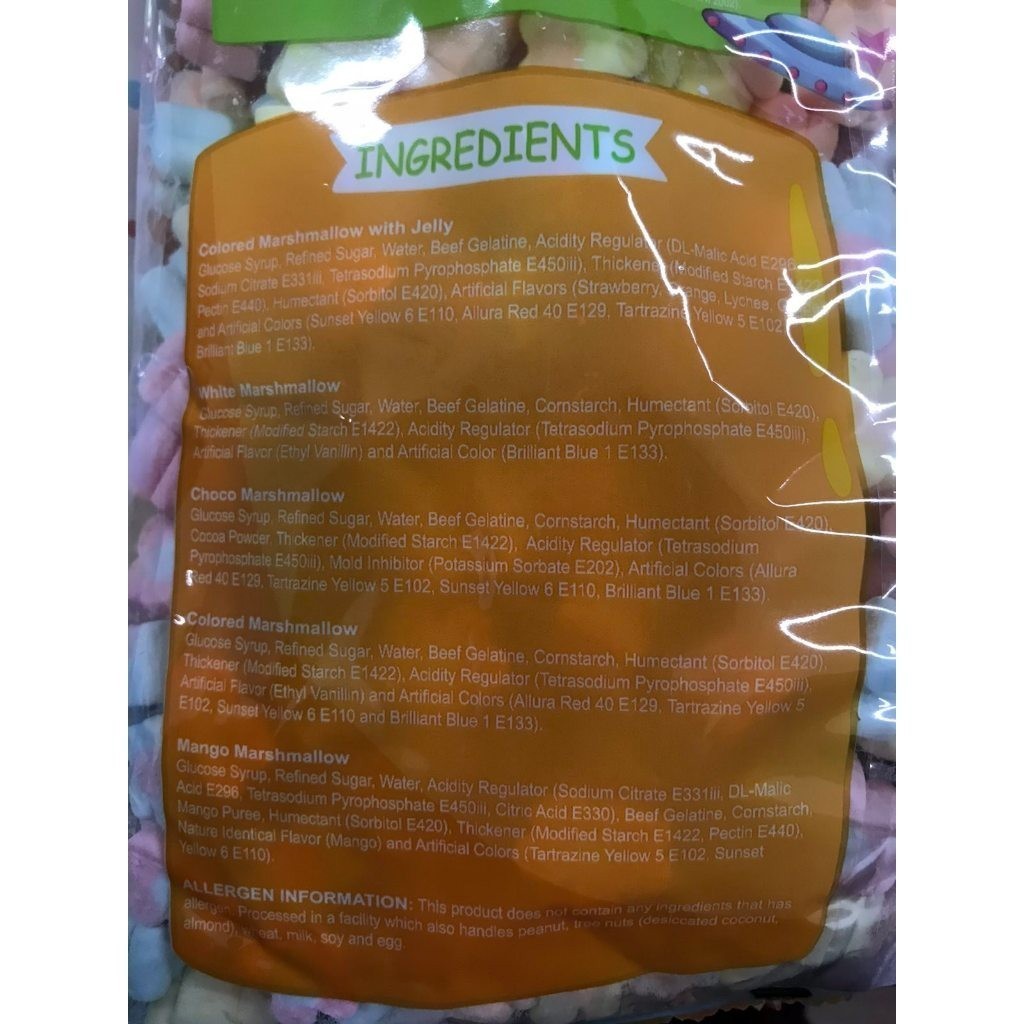 INGREDIENTS
Colored Marshmallow with Jelly
Glucose Syrup, Refined Sugar, Water, Beef Gelatine, Acidity Regulator (DL-Malic Acid E296
Sodium Citrate E331iii, Tetrasodium Pyrophosphate E450iii), Thickener (Modified Starch
Pectin E440), Humectant (Sorbitol E420), Artificial Flavors (Strawberry, Orange, Lychee,
and Artificial Colors (Sunset Yellow 6 E110, Allura Red 40 E129, Tartrazine Yellow 5 E102
Brilliant Blue 1 E133).
White Marshmallow
Glucose Syrup, Refined Sugar, Water, Beef Gelatine, Cornstarch, Humectant (Sorbitol E420),
Thickener (Modified Starch E1422), Acidity Regulator (Tetrasodium Pyrophosphate E450iii),
Artificial Flavor (Ethyl Vanillin) and Artificial Color (Brilliant Blue 1 E133).
Choco Marshmallow
Glucose Syrup, Refined Sugar, Water, Beef Gelatine, Cornstarch, Humectant (Sorbitol E420),
Cocoa Powder, Thickener (Modified Starch E1422), Acidity Regulator (Tetrasodium
Pyrophosphate E450iii), Mold Inhibitor (Potassium Sorbate E202), Artificial Colors (Allura
Red 40 E129, Tartrazine Yellow 5 E102, Sunset Yellow 6 E110, Brilliant Blue 1 E133).
Colored Marshmallow
Glucose Syrup, Refined Sugar, Water, Beef Gelatine, Cornstarch, Humectant (Sorbitol E420),
Thickener (Modified Starch E1422), Acidity Regulator (Tetrasodium Pyrophosphate E450iii),
Artificial Flavor (Ethyl Vanillin) and Artificial Colors (Allura Red 40 E129, Tartrazine Yellow 5
E102, Sunset Yellow 6 E110 and Brilliant Blue 1 E133).
Mango Marshmallow
Glucose Syrup, Refined Sugar, Water, Acidity Regulator (Sodium Citrate E331iii, DL-Malic
Acid E296, Tetrasodium Pyrophosphate E450iii, Citric Acid E330), Beef Gelatine, Cornstarch,
Mango Puree, Humectant (Sorbitol E420), Thickener (Modified Starch E1422, Pectin E440),
Nature Identical Flavor (Mango) and Artificial Colors (Tartrazine Yellow 5 E102, Sunset
Yellow 6 E110).
ALLERGEN INFORMATION: This product does not contain any ingredients that has
allergen. Processed in a facility which also handles peanut, tree nuts (desiccated coconut,
almond), wheat, milk, soy and egg.